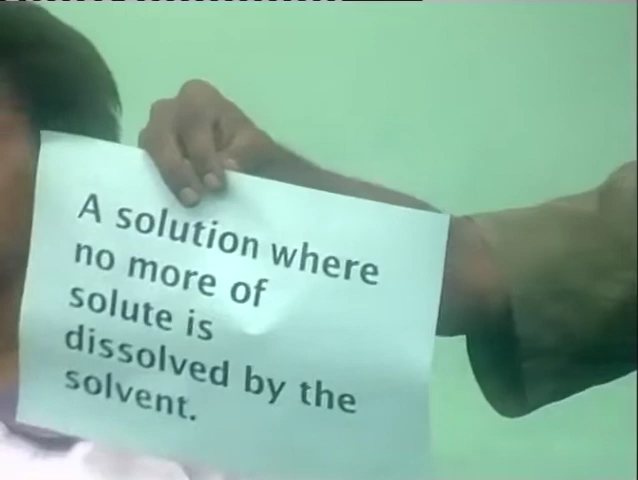 A solution where
no more of
solute is
dissolved by the
solvent.